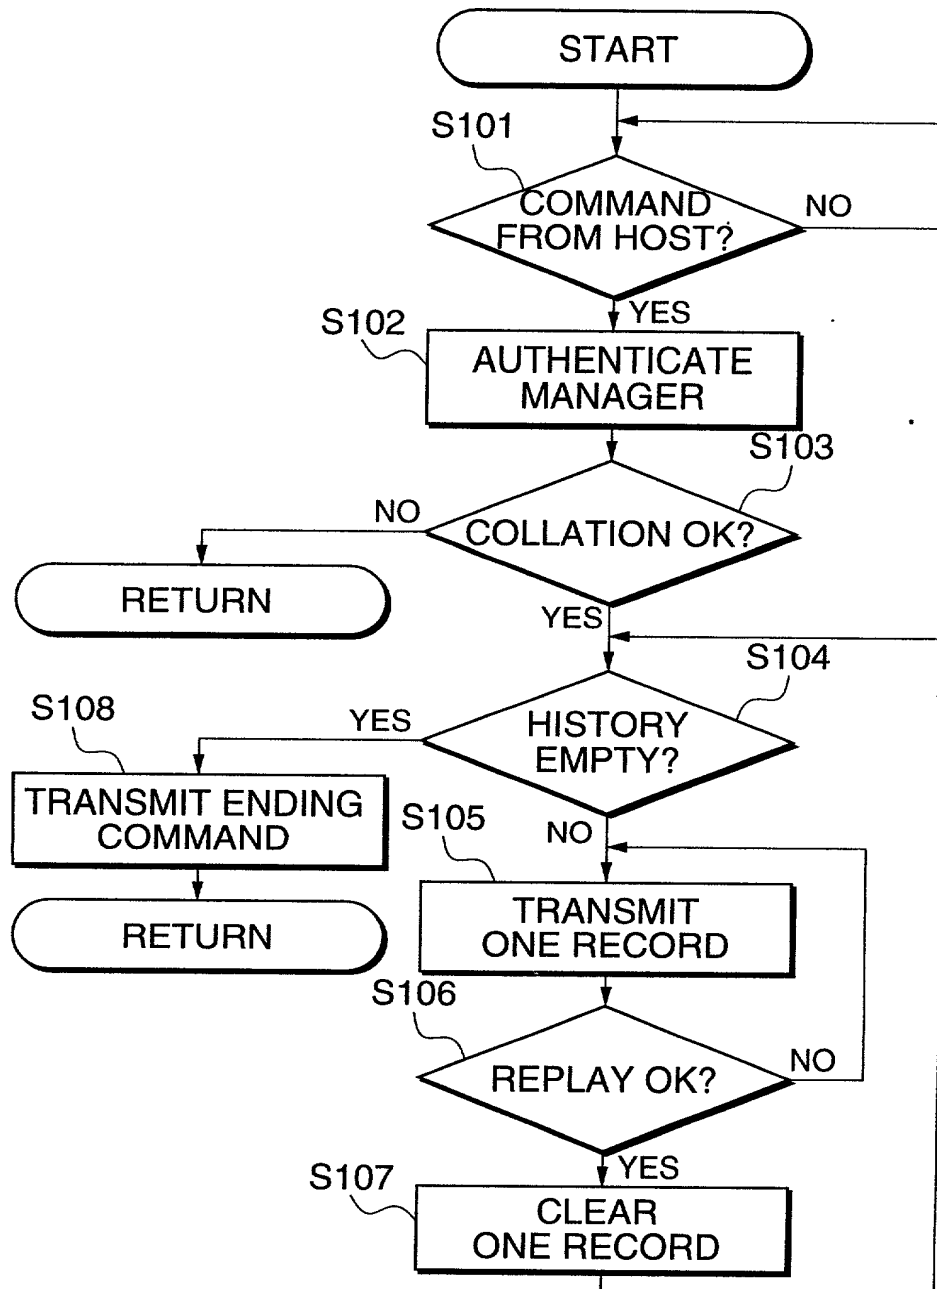 START
S101
COMMAND
FROM HOST?
NO
YES
S102
AUTHENTICATE
MANAGER
S103
NO
COLLATION OK?
RETURN
YES
S104
S108
YES
HISTORY
EMPTY?
TRANSMIT ENDING
COMMAND
S105
NO
RETURN
TRANSMIT
ONE RECORD
S106
REPLAY OK?
NO
YES
S107
CLEAR
ONE RECORD